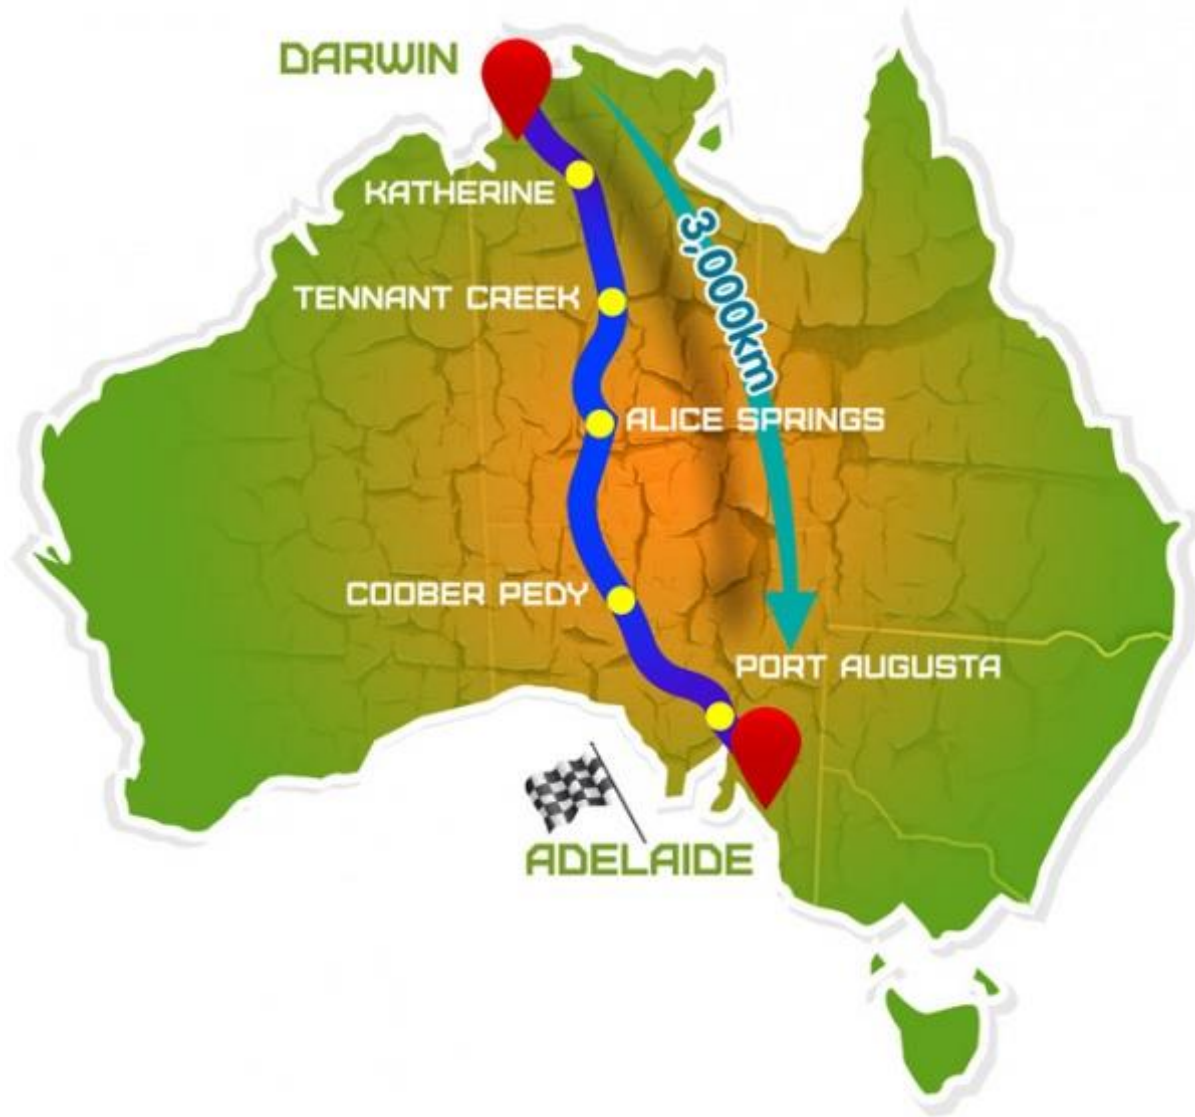 DARWIN
KATHERINE
3,000km
TENNANT CREEK
ALICE SPRINGS
COOBER PEDY
PORT AUGUSTA
ADELAIDE